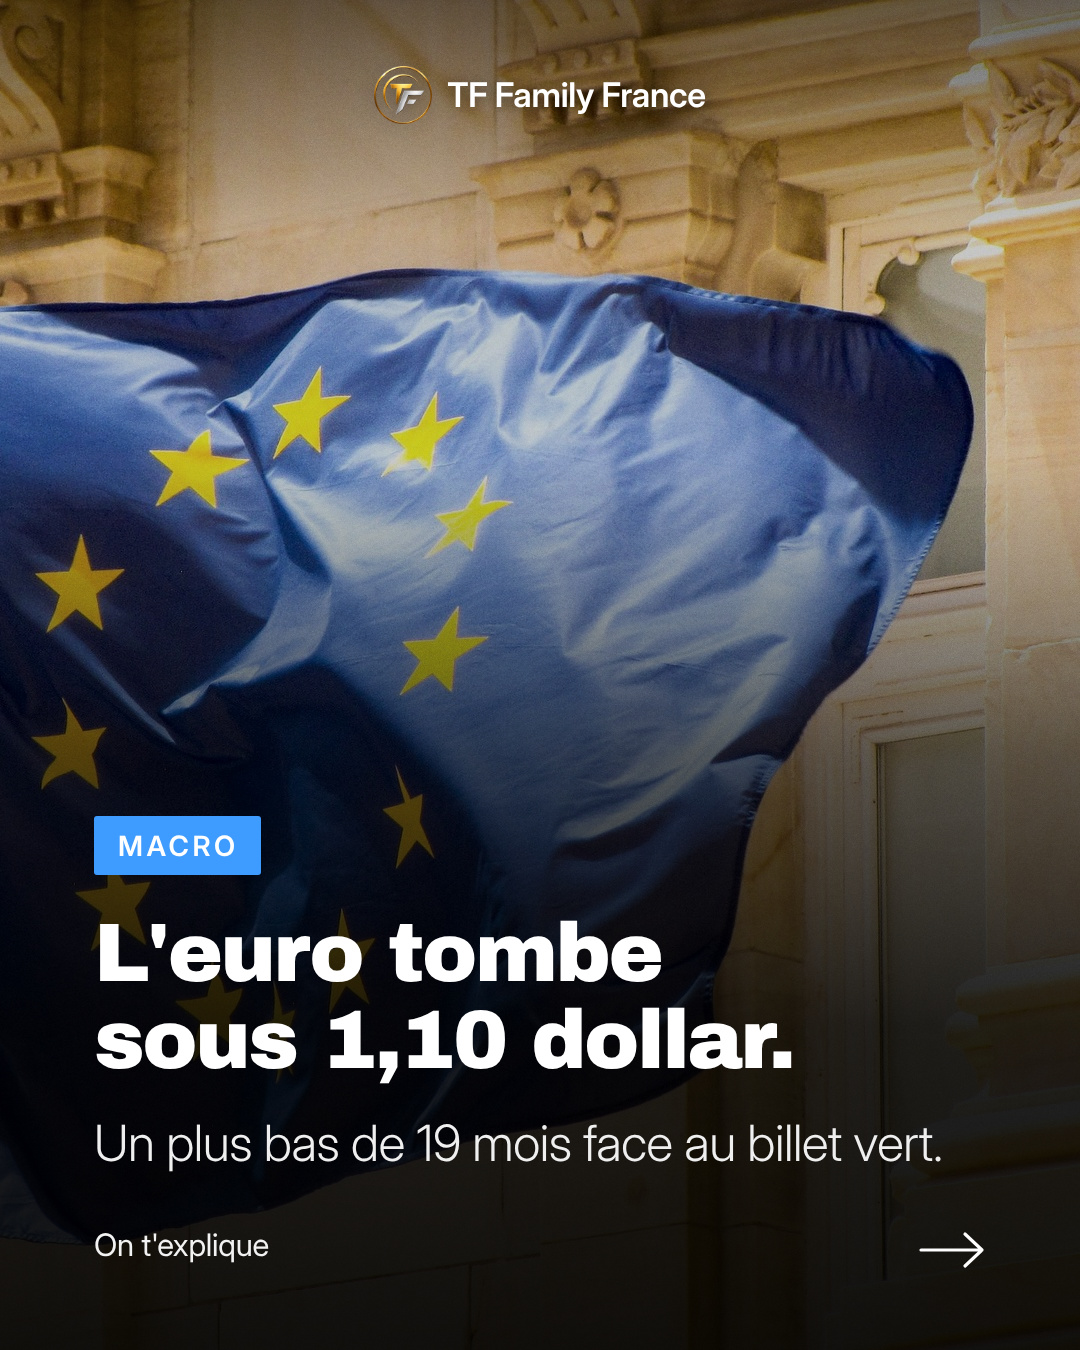 TF Family France
MACRO
L'euro tombe
sous 1,10 dollar.
Un plus bas de 19 mois face au billet vert.
On t'explique